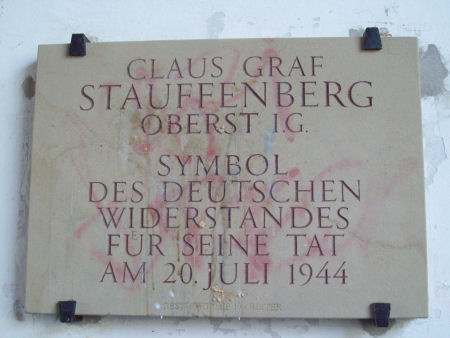 CLAUS GRAF
STAUFFENBERG
OBERST I.G.
SYMBOL
DES DEUTSCHEN
WIDERSTANDES
FÜR SEINE TAT
AM 20. JULI 1944